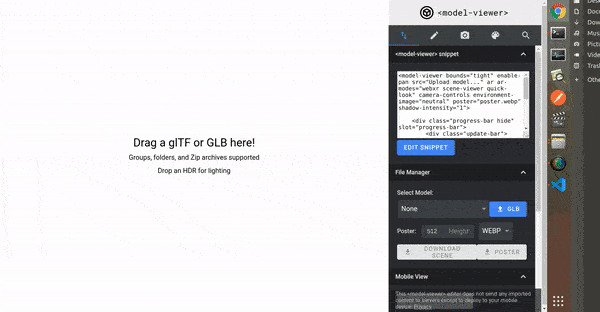 <model-viewer>
<model-viewer> snippet
<model-viewer bounds="tight" enable-
pan src="Upload model..." ar ar-
modes="webxr scene-viewer quick-
look" camera-controls environment-
image="neutral" poster="poster.webp"
shadow-intensity="1">
<div class="progress-bar hide"
slot="progress-bar">
<div class="update-bar">
EDIT SNIPPET
Drag a glTF or GLB here!
Groups, folders, and Zip archives supported
Drop an HDR for lighting
File Manager
Select Model:
None
GLB
Poster:
512
Height
WEBP
DOWNLOAD
SCENE
POSTER
Mobile View
This <model-viewer> editor does not send any imported
content to servers except to deploy to your mobile
device. Privacy
Des
Doc
Dow
Mus
Pict
Vide
Tras
Othe